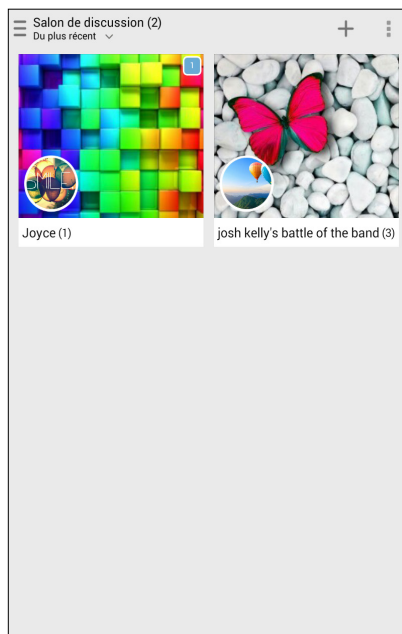 Salon de discussion (2)
Du plus récent
1
SMILE
Joyce (1)
josh kelly's battle of the band (3)